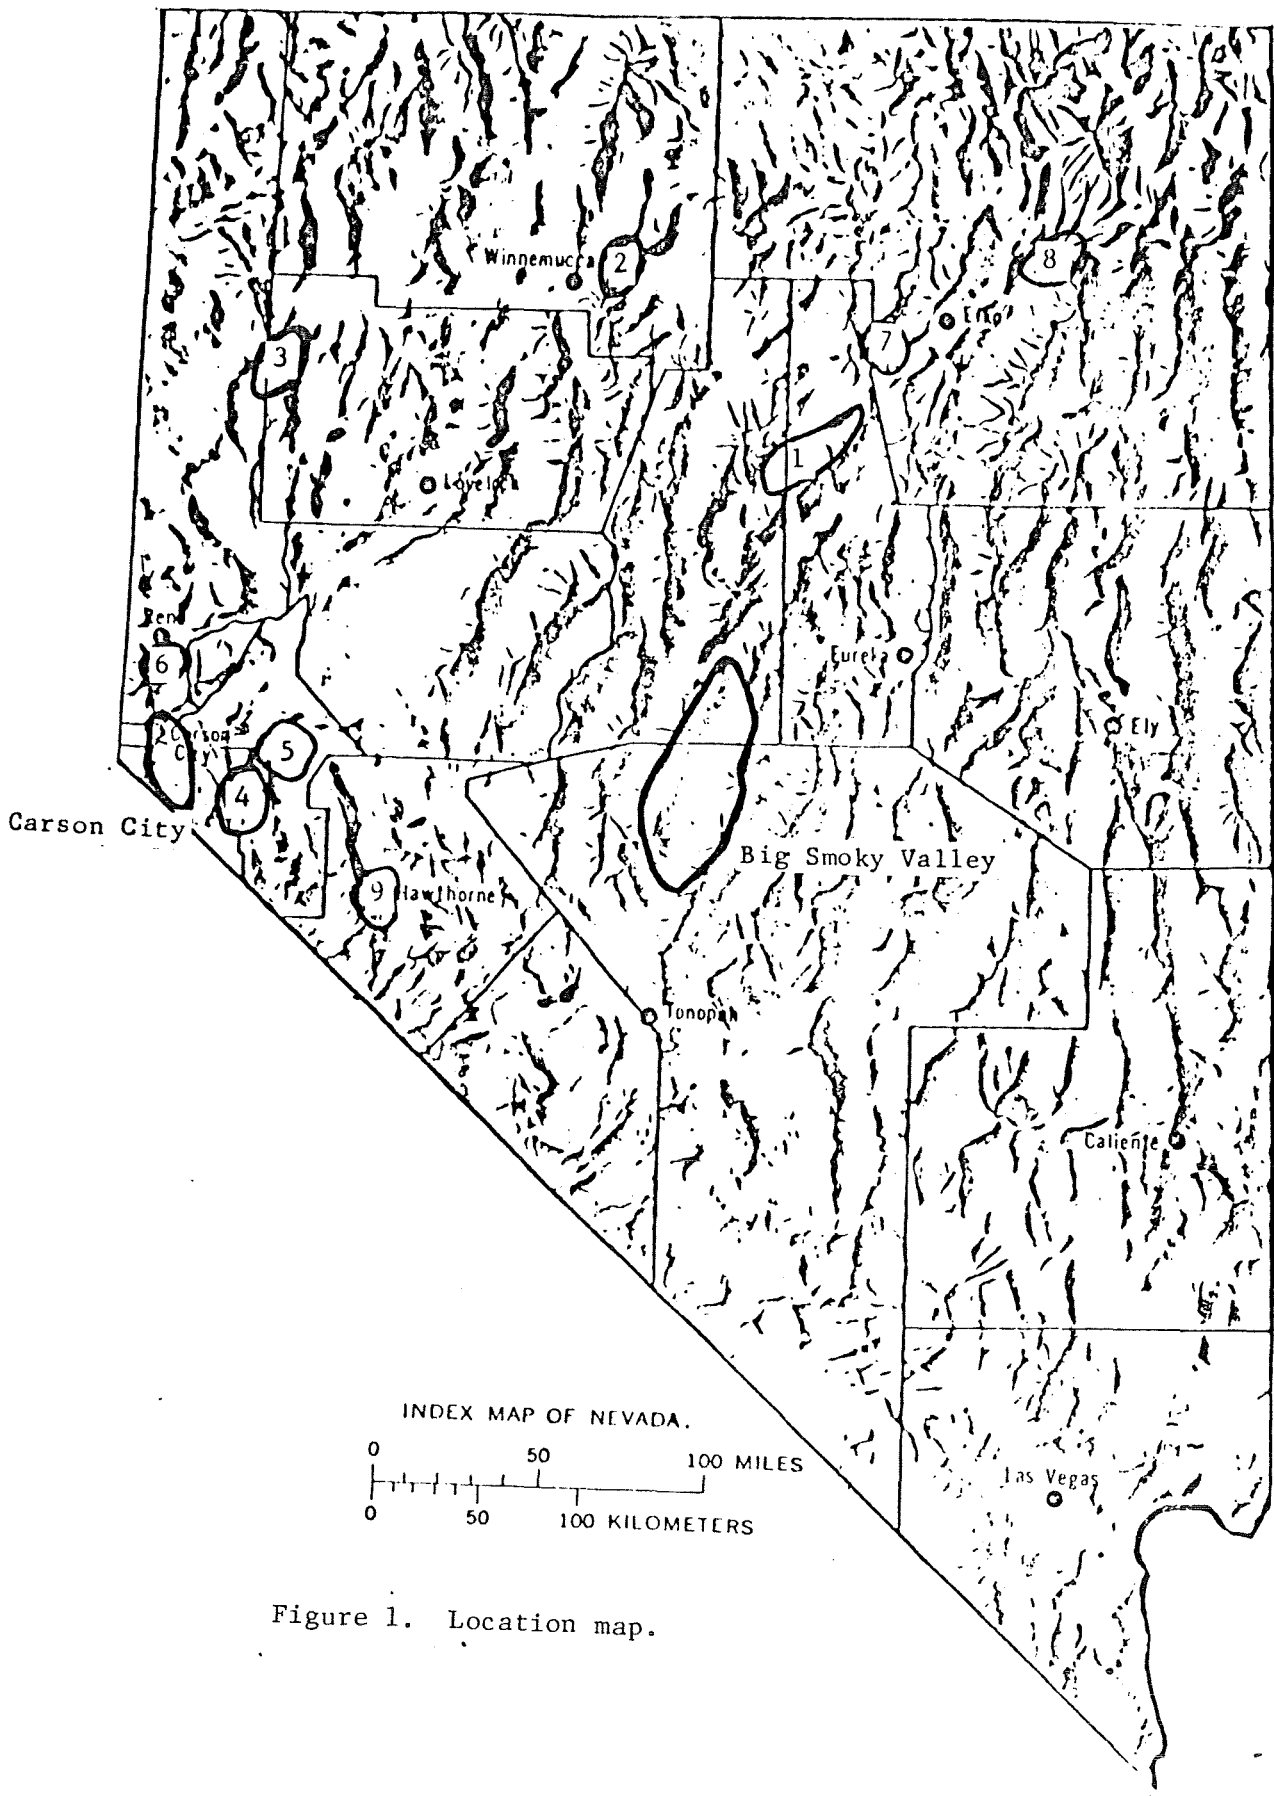 Winnemucca
2
8
Elko
7
3
1
Lovelock
Reno
6
Eureka
Carson
City
5
Ely
4
Carson City
Big Smoky Valley
9
Hawthorne
Tonopah
Caliente
INDEX MAP OF NEVADA.
0 50 100 MILES
0 50 100 KILOMETERS
Las Vegas
Figure 1. Location map.